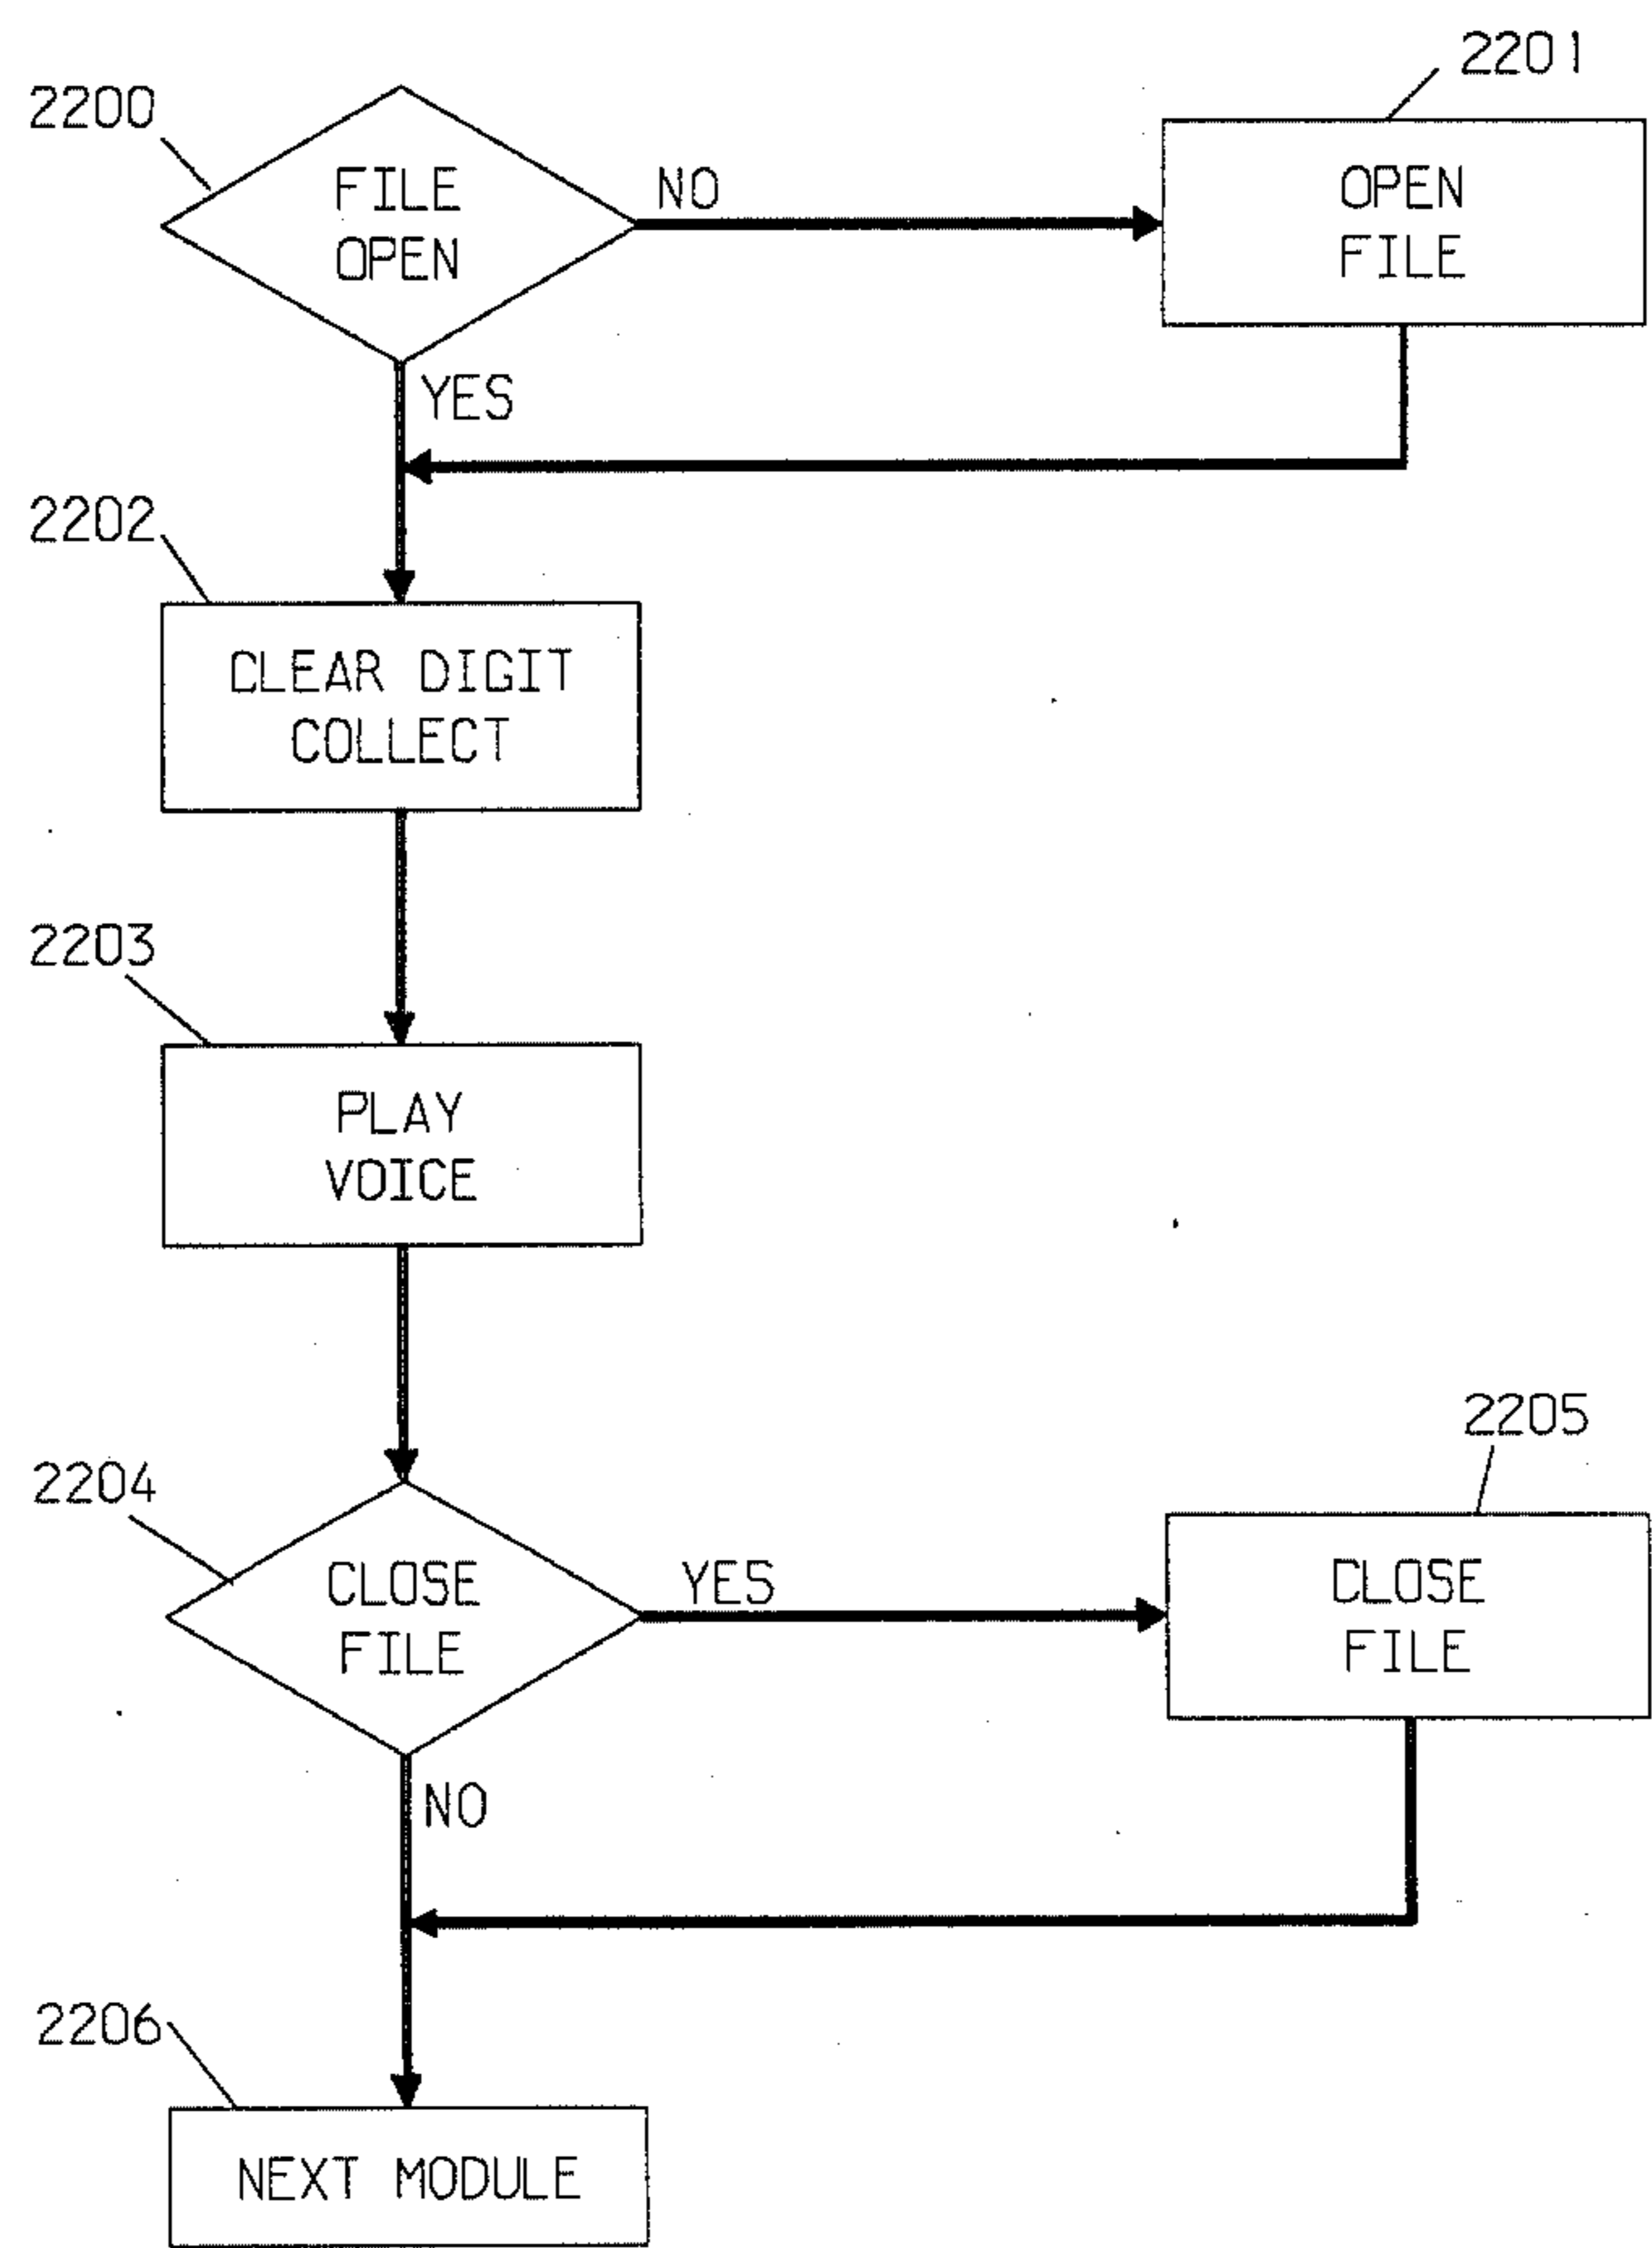 2201
2200
FILE
OPEN
NO
OPEN
FILE
YES
2202
CLEAR DIGIT
COLLECT
2203
PLAY
VOICE
2205
2204
CLOSE
FILE
YES
CLOSE
FILE
NO
2206
NEXT MODULE